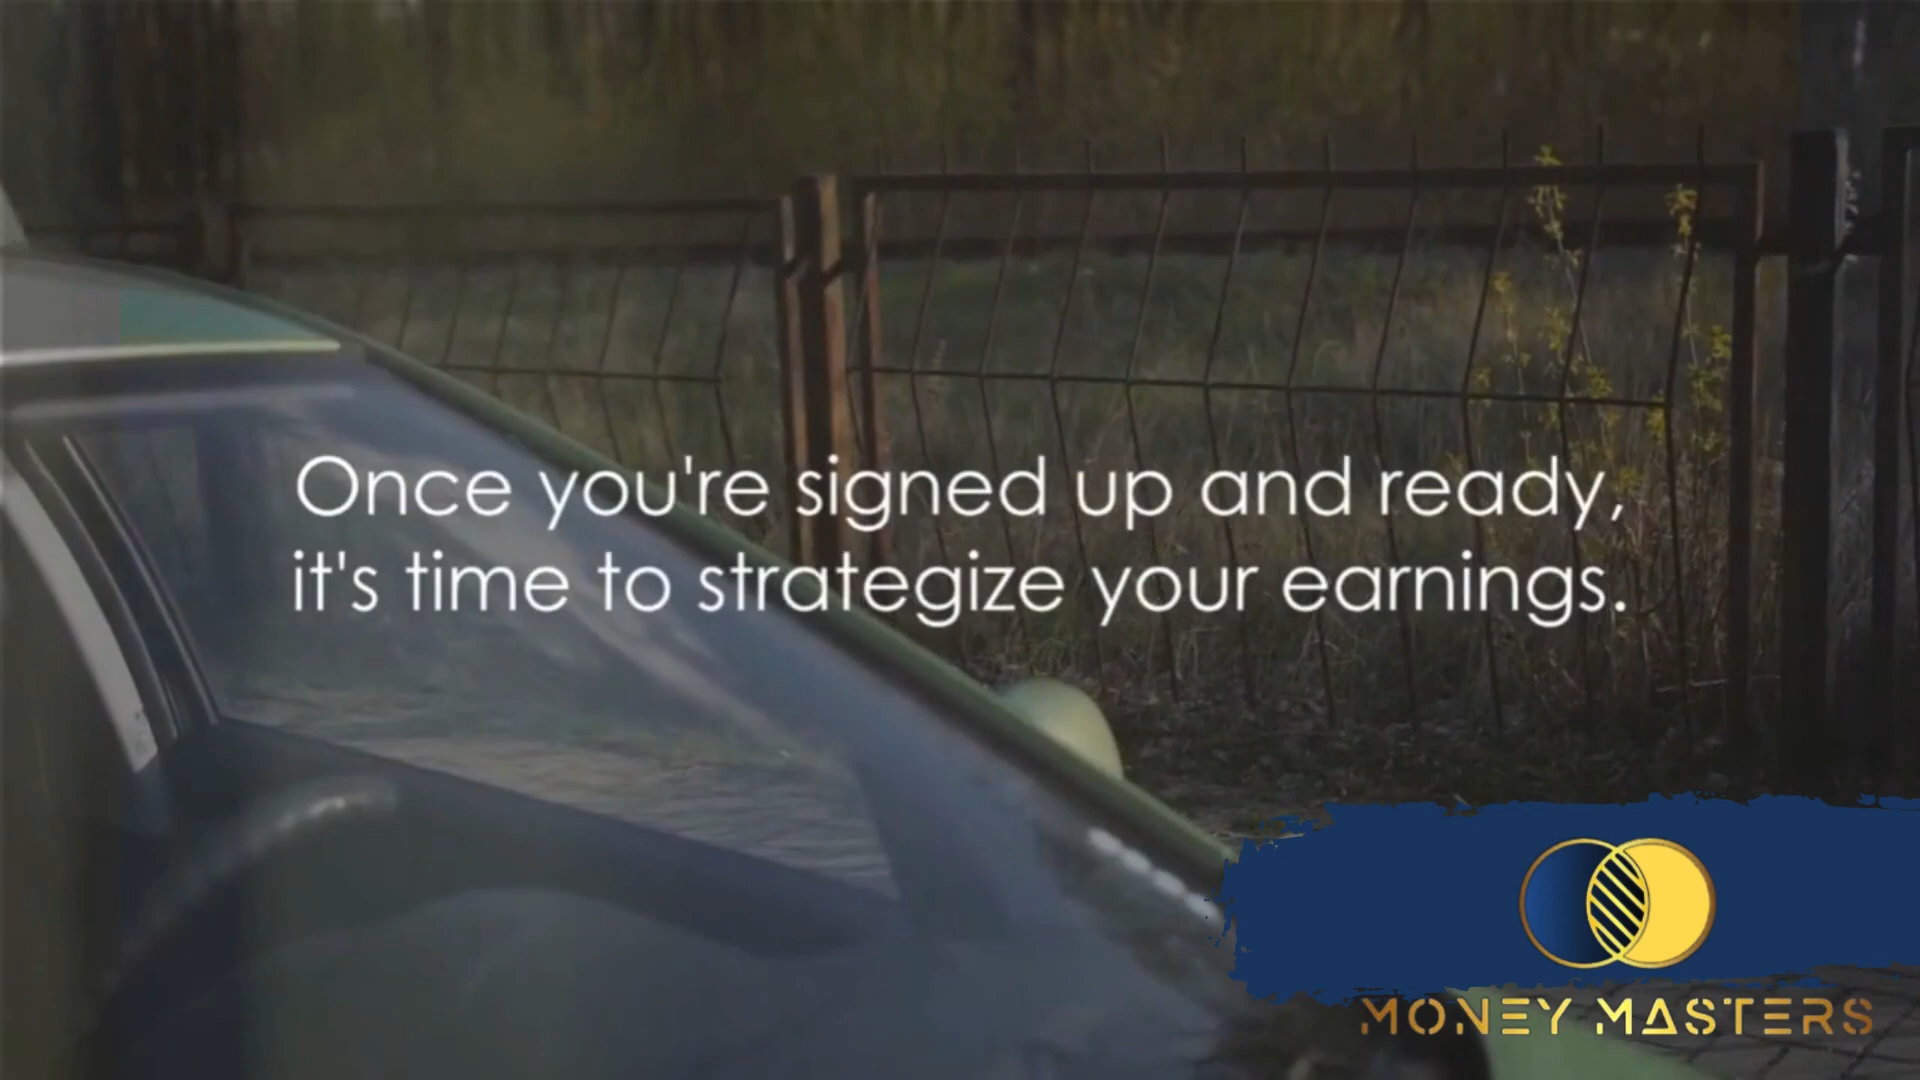 Once you're signed up and ready,
it's time to strategize your earnings.
MONEY MASTERS